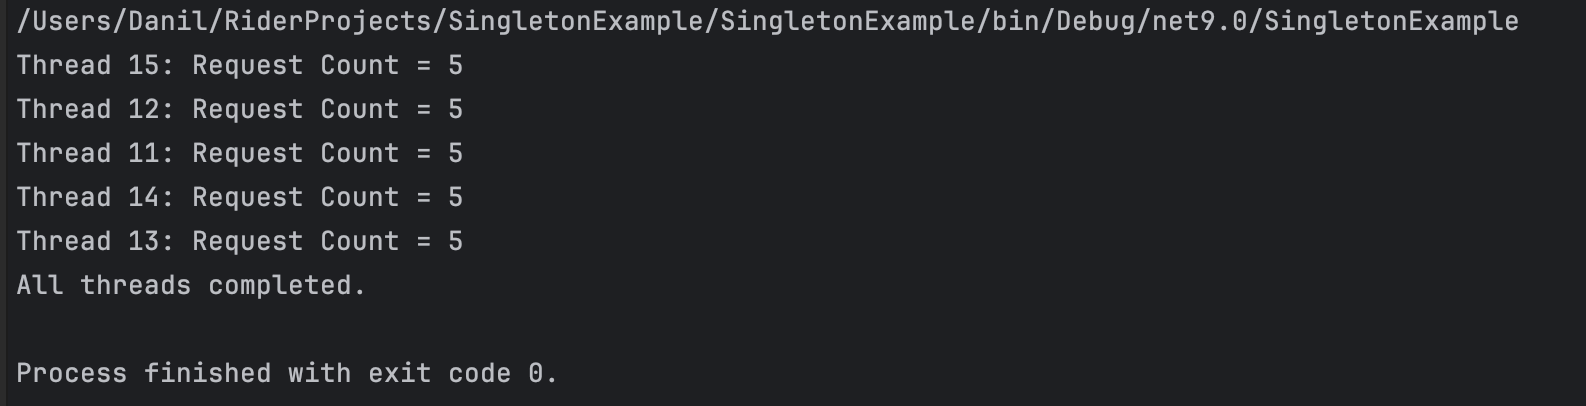 /Users/Danil/RiderProjects/SingletonExample/SingletonExample/bin/Debug/net9.0/SingletonExample
Thread 15: Request Count = 5
Thread 12: Request Count = 5
Thread 11: Request Count = 5
Thread 14: Request Count = 5
Thread 13: Request Count = 5
All threads completed.
Process finished with exit code 0.